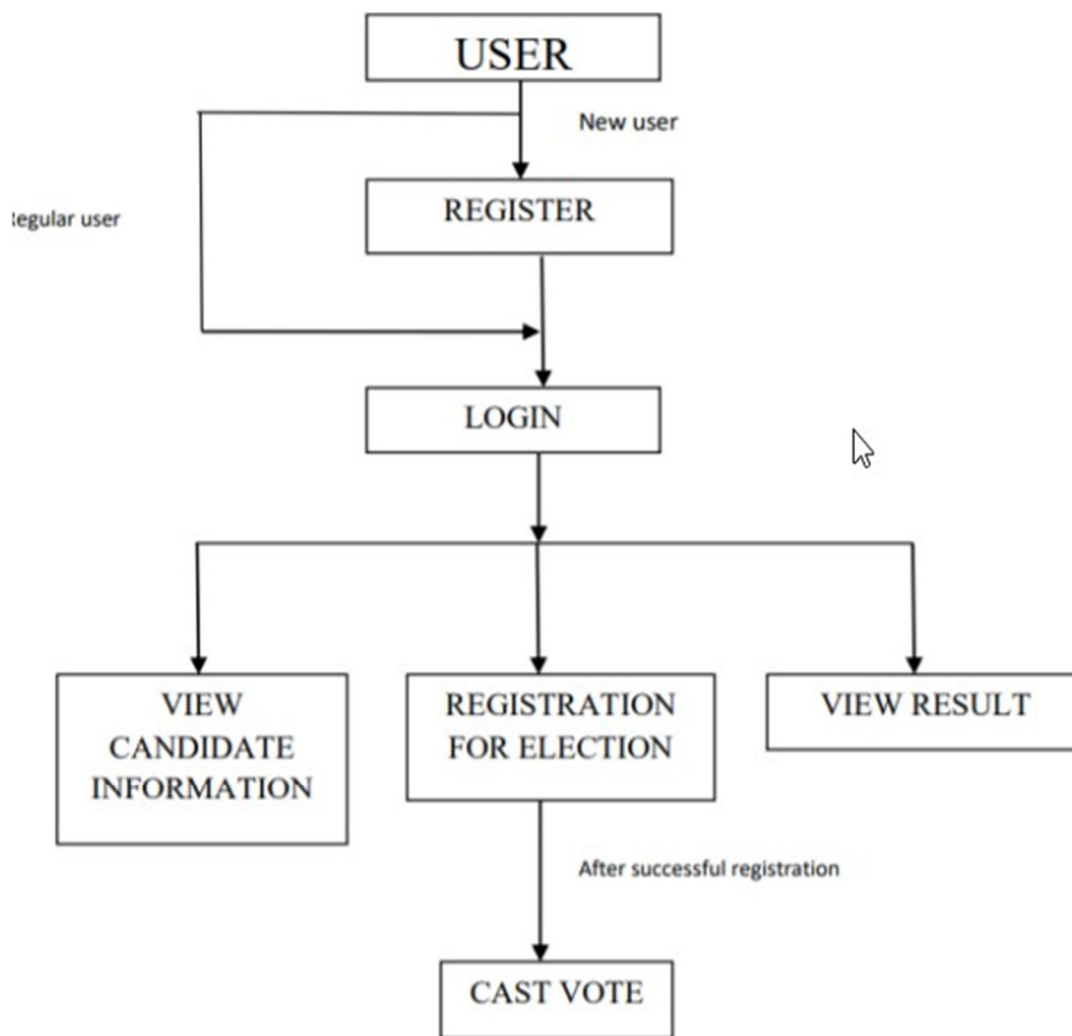 USER
New user
REGISTER
Regular user
LOGIN
VIEW
CANDIDATE
INFORMATION
REGISTRATION
FOR ELECTION
VIEW RESULT
After successful registration
CAST VOTE